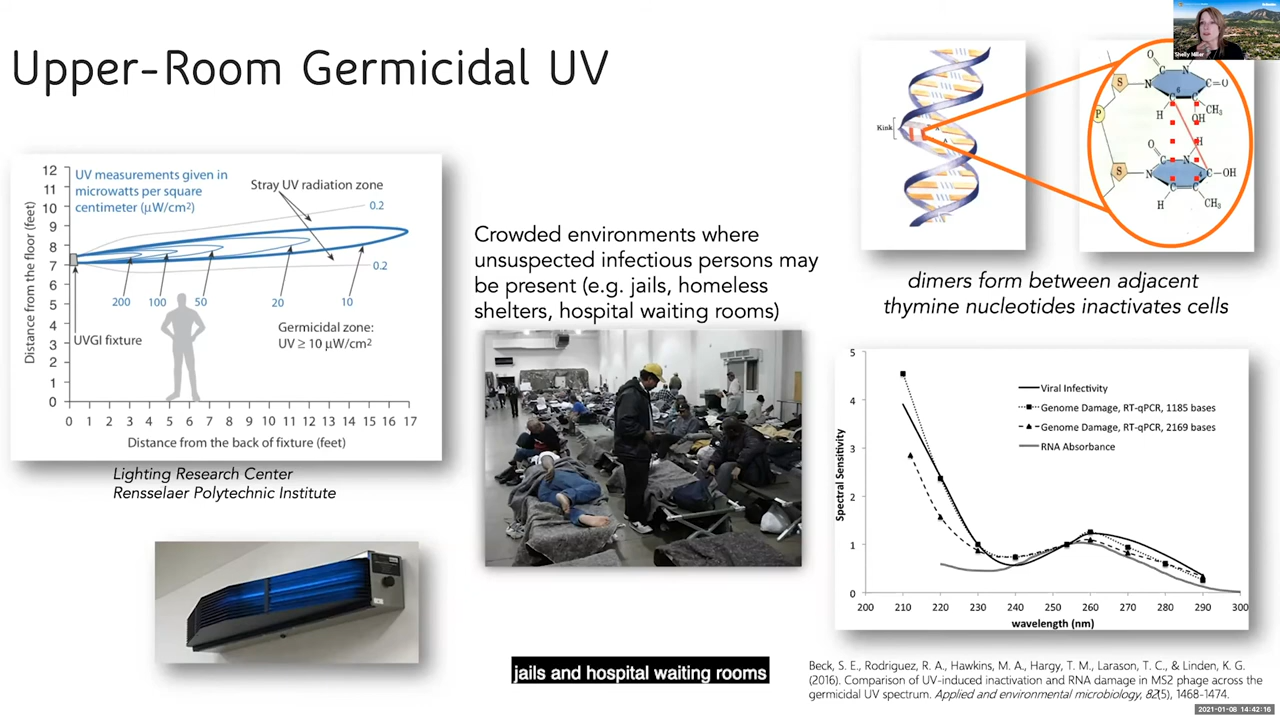 Upper-Room Germicidal UV
Shelly Miller
12
11
10
9
8
7
6
5
4
3
2
1
0
Distance from the floor (feet)
UV measurements given in
microwatts per square
centimeter (μW/cm²)
Stray UV radiation zone
0.2
0.2
200
100
50
20
10
UVGI fixture
Germicidal zone:
UV ≥ 10 μW/cm²
0 1 2 3 4 5 6 7 8 9 10 11 12 13 14 15 16 17
Distance from the back of fixture (feet)
Lighting Research Center
Rensselaer Polytechnic Institute
Crowded environments where
unsuspected infectious persons may
be present (e.g. jails, homeless
shelters, hospital waiting rooms)
Kink
A
A
P
S
S
O
C
N
C=O
N
C
6
C
H
CH₃
OH
H
O
C
N
N
4
C—OH
C=C
H
CH₃
dimers form between adjacent
thymine nucleotides inactivates cells
5
4
3
2
1
0
Spectral Sensitivity
Viral Infectivity
Genome Damage, RT-qPCR, 1185 bases
Genome Damage, RT-qPCR, 2169 bases
RNA Absorbance
200 210 220 230 240 250 260 270 280 290 300
wavelength (nm)
jails and hospital waiting rooms
Beck, S. E., Rodriguez, R. A., Hawkins, M. A., Hargy, T. M., Larason, T. C., & Linden, K. G.
(2016). Comparison of UV-induced inactivation and RNA damage in MS2 phage across the
germicidal UV spectrum. Applied and environmental microbiology, 82(5), 1468-1474.
2021-01-08 14:42:16